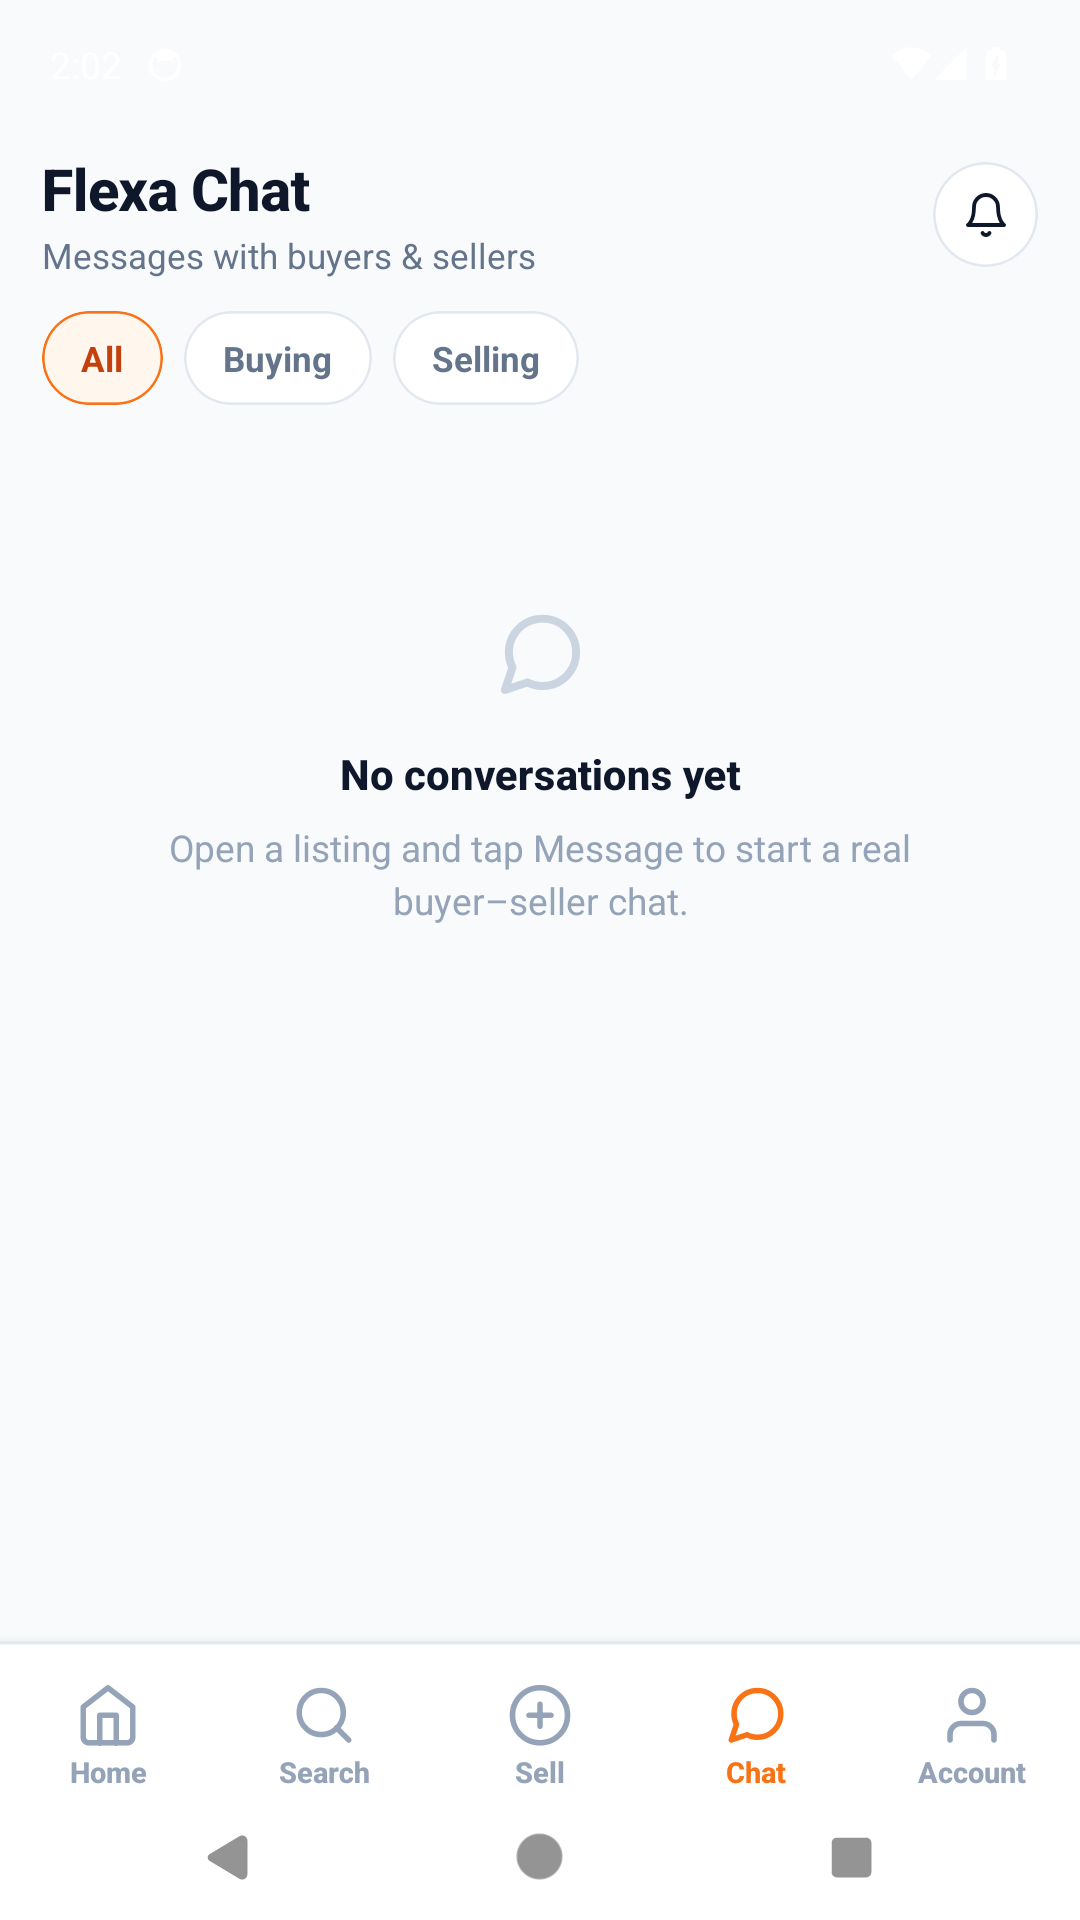 2:02
Flexa Chat
Messages with buyers & sellers
All
Buying
Selling
No conversations yet
Open a listing and tap Message to start a real
buyer–seller chat.
Home
Search
Sell
Chat
Account